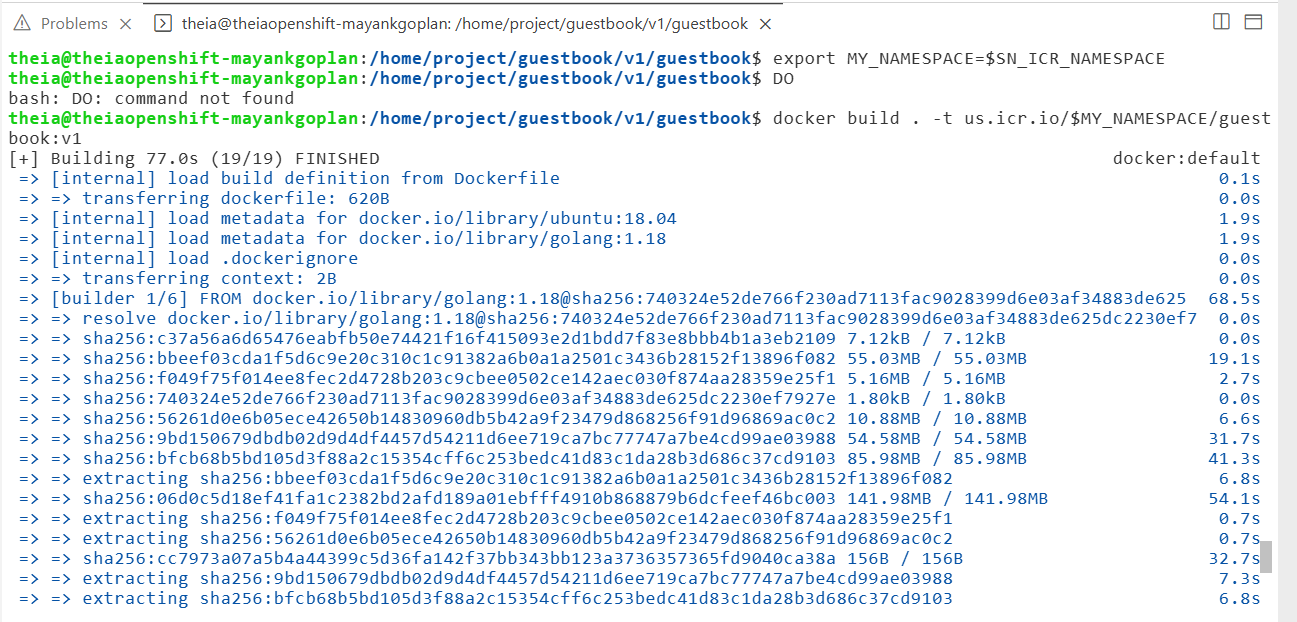 Problems
theia@theiaopenshift-mayankgoplan: /home/project/guestbook/v1/guestbook
theia@theiaopenshift-mayankgoplan:/home/project/guestbook/v1/guestbook$ export MY_NAMESPACE=$SN_ICR_NAMESPACE
theia@theiaopenshift-mayankgoplan:/home/project/guestbook/v1/guestbook$ DO
bash: DO: command not found
theia@theiaopenshift-mayankgoplan:/home/project/guestbook/v1/guestbook$ docker build . -t us.icr.io/$MY_NAMESPACE/guest
book:v1
[+] Building 77.0s (19/19) FINISHED docker:default
=> [internal] load build definition from Dockerfile 0.1s
=> => transferring dockerfile: 620B 0.0s
=> [internal] load metadata for docker.io/library/ubuntu:18.04 1.9s
=> [internal] load metadata for docker.io/library/golang:1.18 1.9s
=> [internal] load .dockerignore 0.0s
=> => transferring context: 2B 0.0s
=> [builder 1/6] FROM docker.io/library/golang:1.18@sha256:740324e52de766f230ad7113fac9028399d6e03af34883de625 68.5s
=> => resolve docker.io/library/golang:1.18@sha256:740324e52de766f230ad7113fac9028399d6e03af34883de625dc2230ef7 0.0s
=> => sha256:c37a56a6d65476eabfb50e74421f16f415093e2d1bdd7f83e8bbb4b1a3eb2109 7.12kB / 7.12kB 0.0s
=> => sha256:bbeef03cda1f5d6c9e20c310c1c91382a6b0a1a2501c3436b28152f13896f082 55.03MB / 55.03MB 19.1s
=> => sha256:f049f75f014ee8fec2d4728b203c9cbee0502ce142aec030f874aa28359e25f1 5.16MB / 5.16MB 2.7s
=> => sha256:740324e52de766f230ad7113fac9028399d6e03af34883de625dc2230ef7927e 1.80kB / 1.80kB 0.0s
=> => sha256:56261d0e6b05ece42650b14830960db5b42a9f23479d868256f91d96869ac0c2 10.88MB / 10.88MB 6.6s
=> => sha256:9bd150679dbdb02d9d4df4457d54211d6ee719ca7bc77747a7be4cd99ae03988 54.58MB / 54.58MB 31.7s
=> => sha256:bfcb68b5bd105d3f88a2c15354cff6c253bedc41d83c1da28b3d686c37cd9103 85.98MB / 85.98MB 41.3s
=> => extracting sha256:bbeef03cda1f5d6c9e20c310c1c91382a6b0a1a2501c3436b28152f13896f082 6.8s
=> => sha256:06d0c5d18ef41fa1c2382bd2afd189a01ebfff4910b868879b6dcfeef46bc003 141.98MB / 141.98MB 54.1s
=> => extracting sha256:f049f75f014ee8fec2d4728b203c9cbee0502ce142aec030f874aa28359e25f1 0.7s
=> => extracting sha256:56261d0e6b05ece42650b14830960db5b42a9f23479d868256f91d96869ac0c2 0.7s
=> => sha256:cc7973a07a5b4a44399c5d36fa142f37bb343bb123a3736357365fd9040ca38a 156B / 156B 32.7s
=> => extracting sha256:9bd150679dbdb02d9d4df4457d54211d6ee719ca7bc77747a7be4cd99ae03988 7.3s
=> => extracting sha256:bfcb68b5bd105d3f88a2c15354cff6c253bedc41d83c1da28b3d686c37cd9103 6.8s